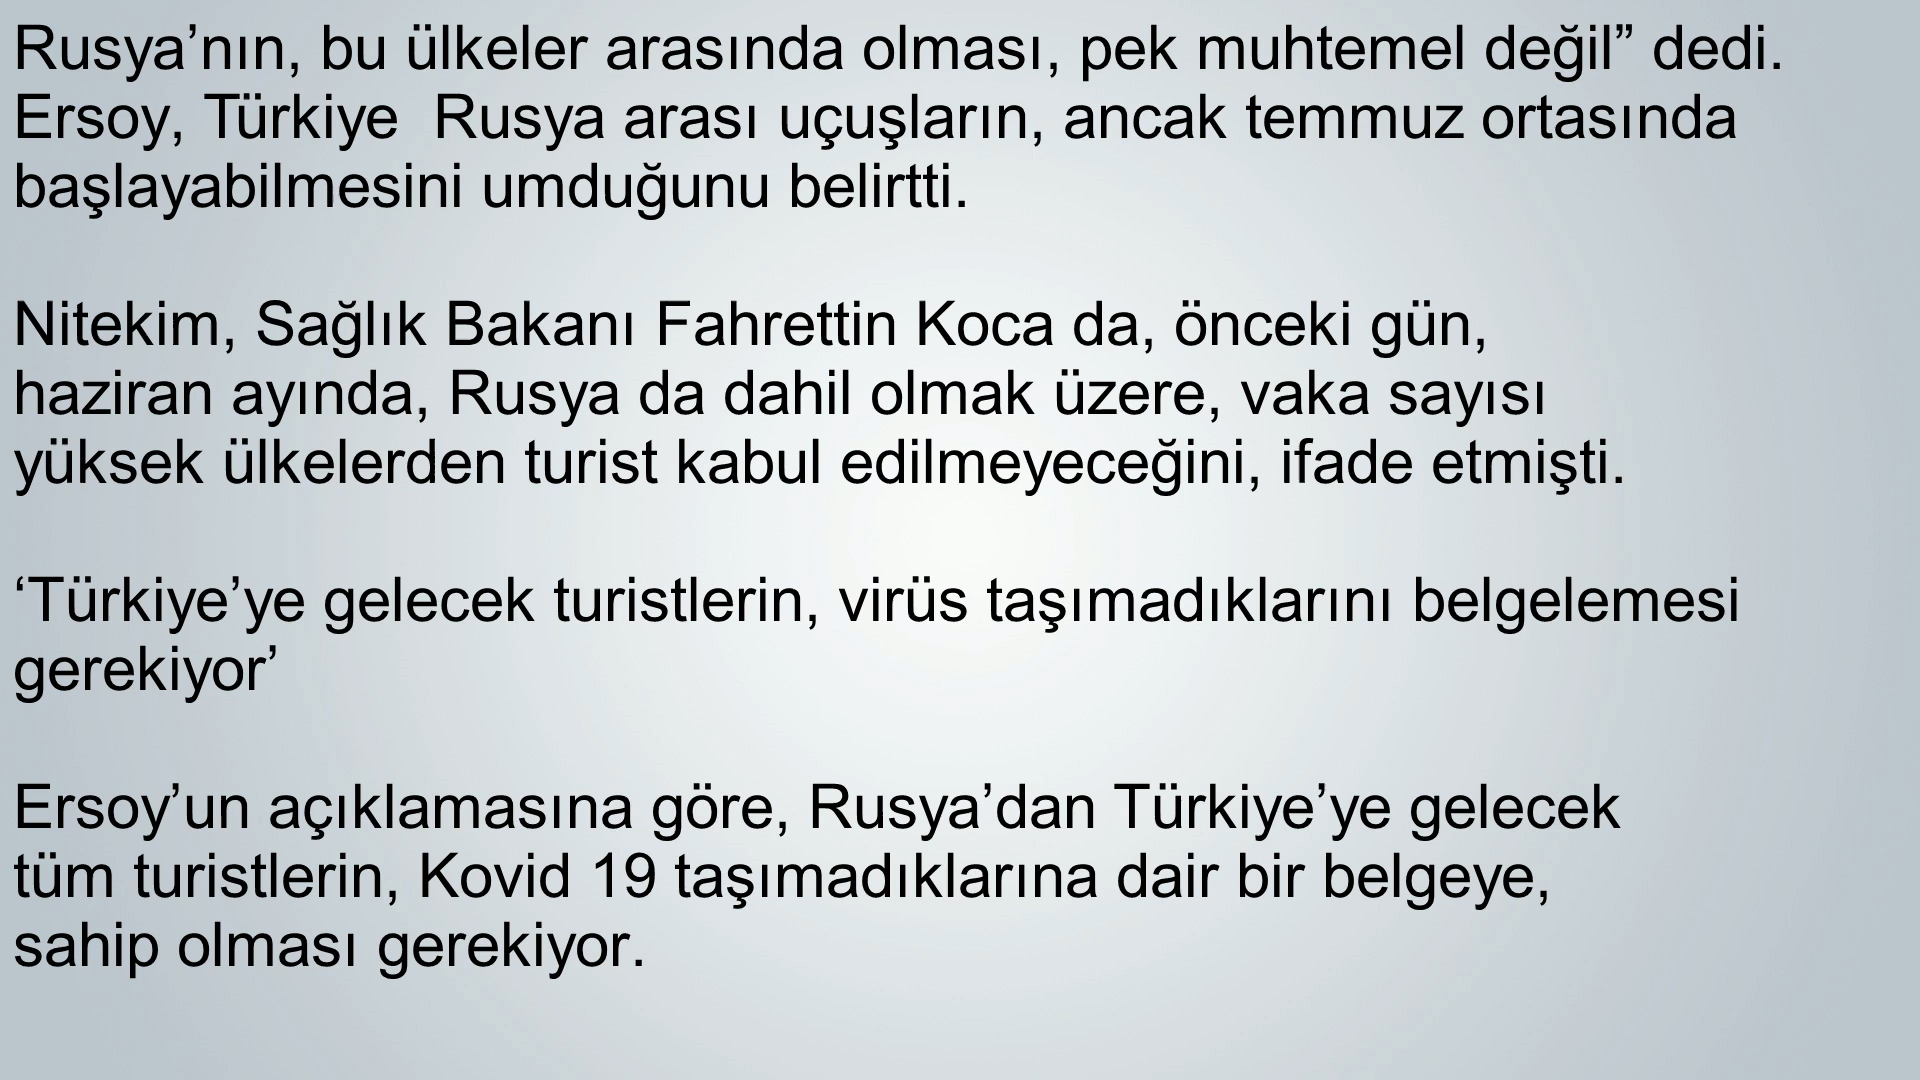 Rusya’nın, bu ülkeler arasında olması, pek muhtemel değil” dedi.
Ersoy, Türkiye  Rusya arası uçuşların, ancak temmuz ortasında
başlayabilmesini umduğunu belirtti.
Nitekim, Sağlık Bakanı Fahrettin Koca da, önceki gün,
haziran ayında, Rusya da dahil olmak üzere, vaka sayısı
yüksek ülkelerden turist kabul edilmeyeceğini, ifade etmişti.
‘Türkiye’ye gelecek turistlerin, virüs taşımadıklarını belgelemesi
gerekiyor’
Ersoy’un açıklamasına göre, Rusya’dan Türkiye’ye gelecek
tüm turistlerin, Kovid 19 taşımadıklarına dair bir belgeye,
sahip olması gerekiyor.